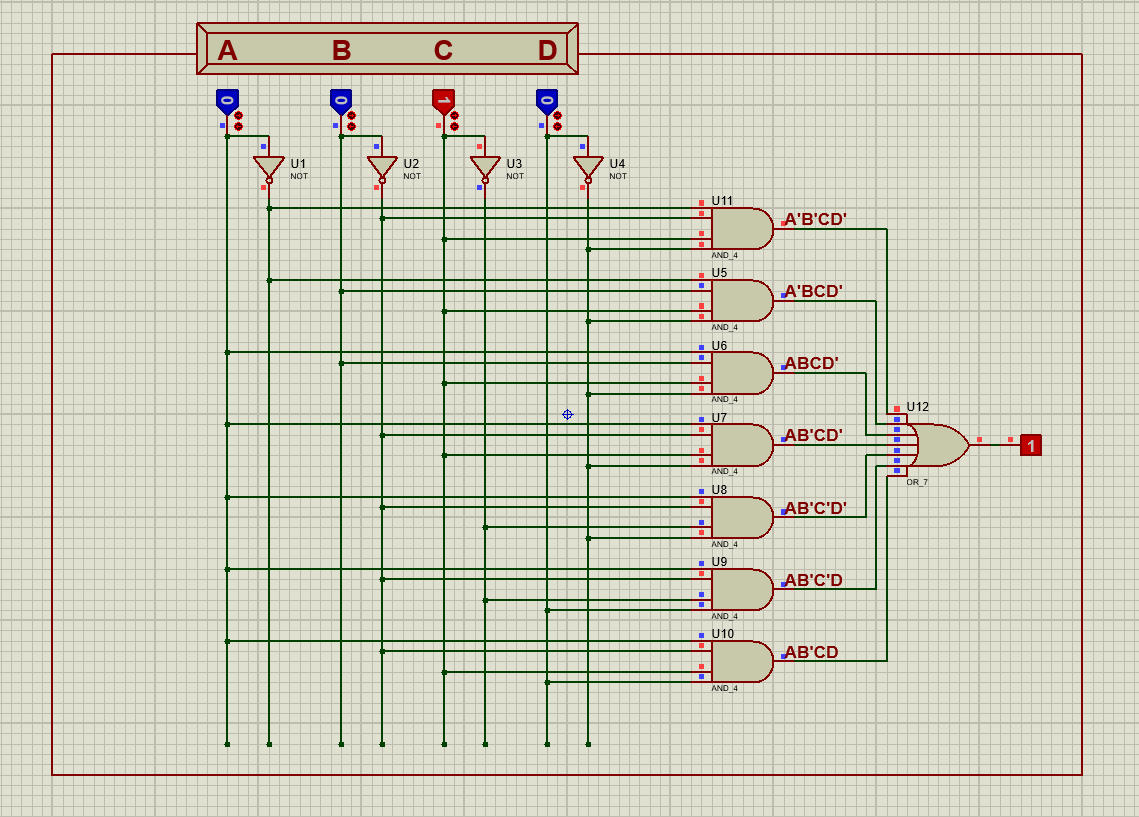 A B C D
0 0 1 0
U1 U2 U3 U4
NOT NOT NOT NOT
U11
A'B'CD'
AND_4
U5
A'BCD'
AND_4
U6
ABCD'
AND_4
U12
U7
AB'CD'
1
AND_4
OR_7
U8
AB'C'D'
AND_4
U9
AB'C'D
AND_4
U10
AB'CD
AND_4